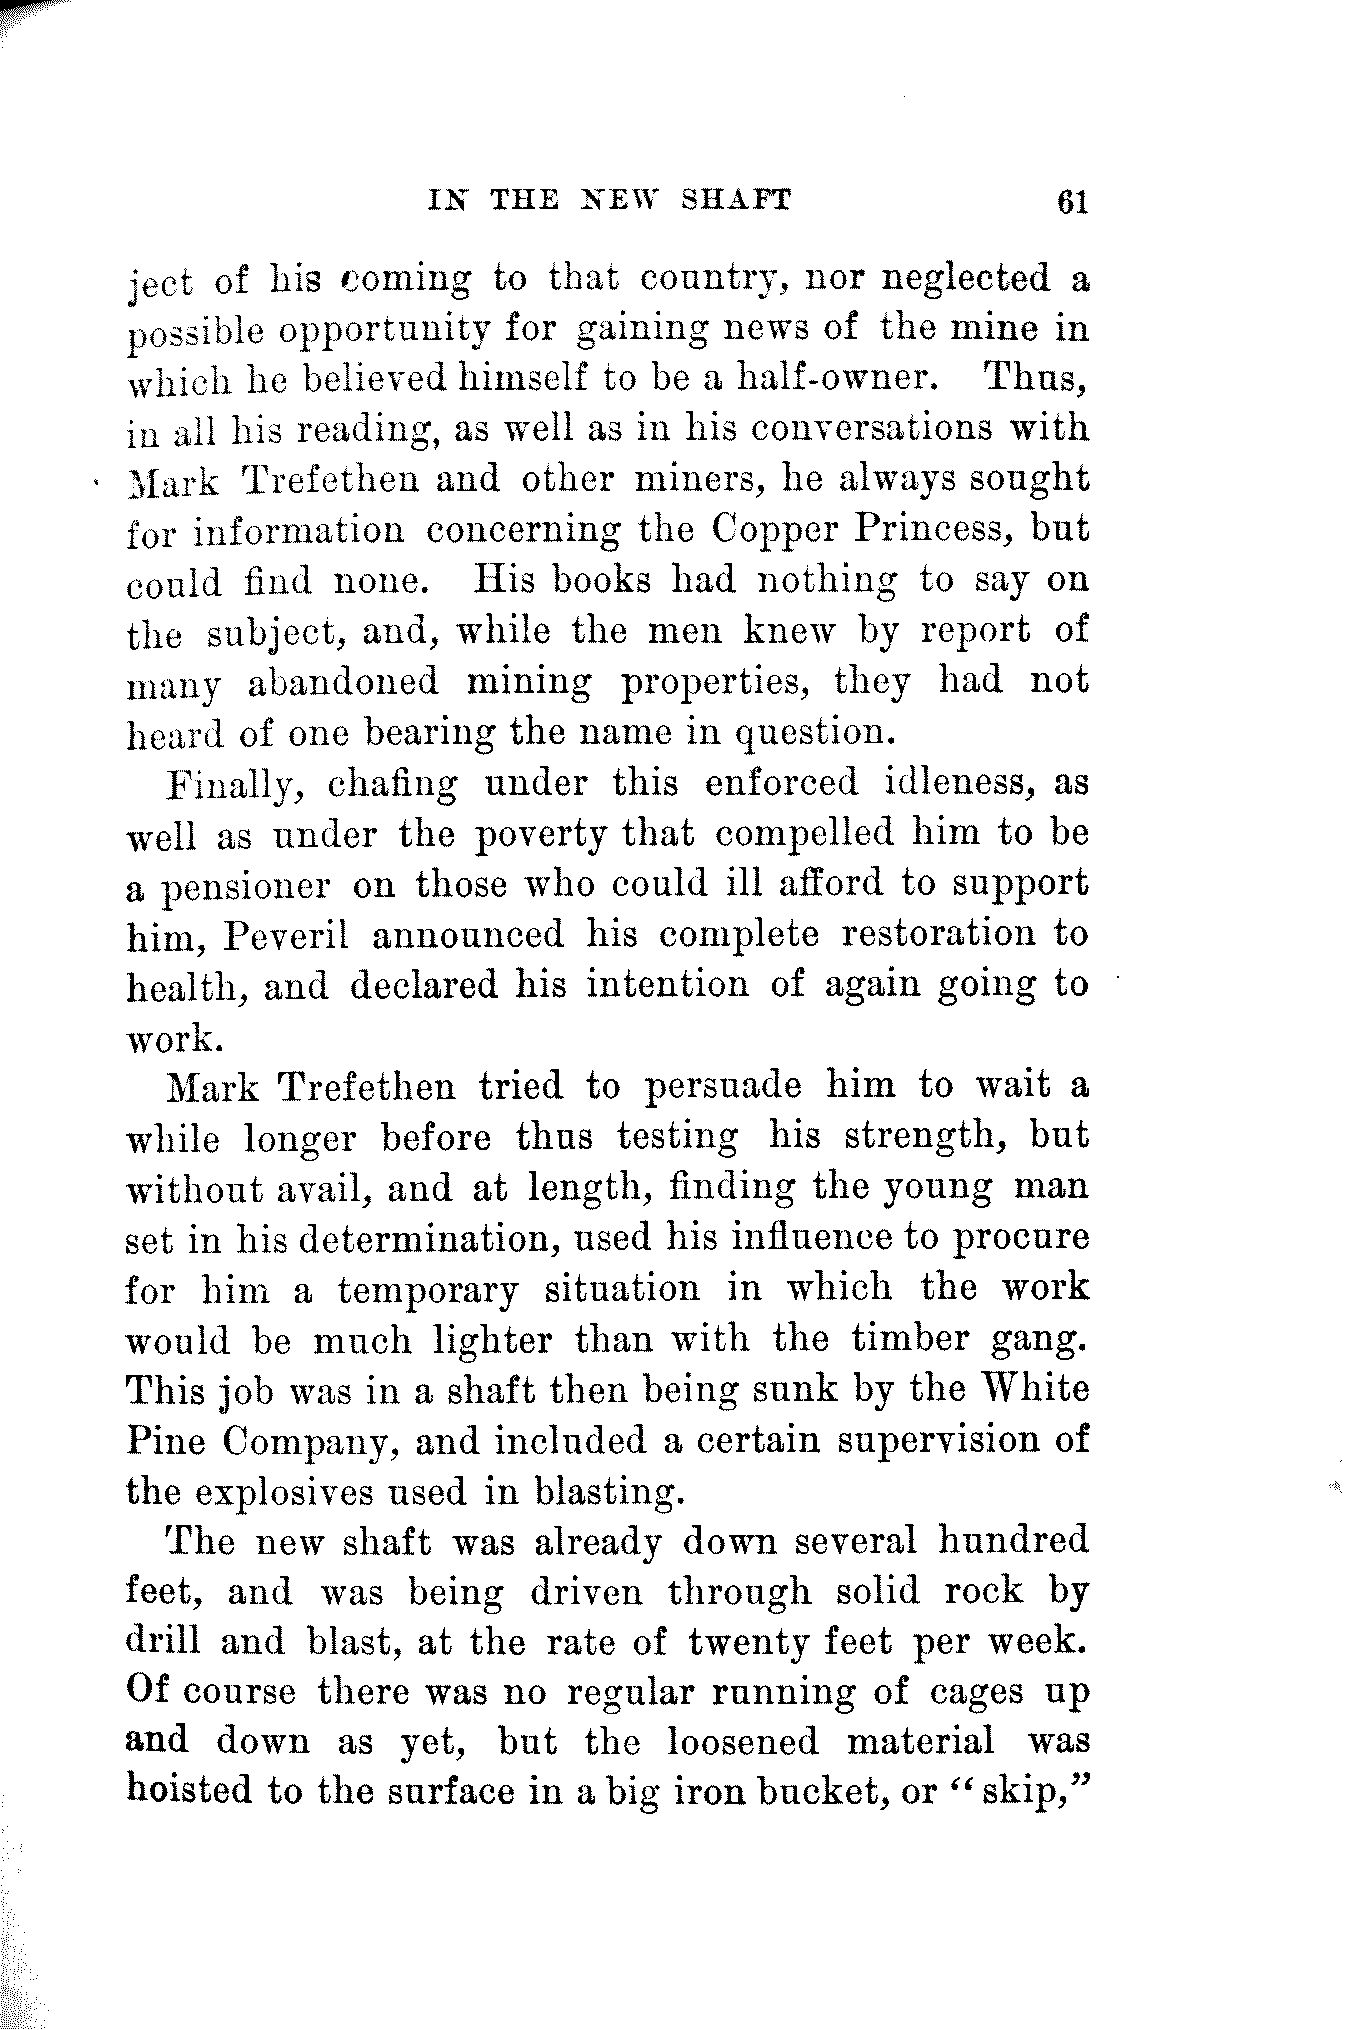 IN THE NEW SHAFT 61
ject of his coming to that country, nor neglected a
possible opportunity for gaining news of the mine in
which he believed himself to be a half-owner. Thus,
in all his reading, as well as in his conversations with
Mark Trefethen and other miners, he always sought
for information concerning the Copper Princess, but
could find none. His books had nothing to say on
the subject, and, while the men knew by report of
many abandoned mining properties, they had not
heard of one bearing the name in question.
Finally, chafing under this enforced idleness, as
well as under the poverty that compelled him to be
a pensioner on those who could ill afford to support
him, Peveril announced his complete restoration to
health, and declared his intention of again going to
work.
Mark Trefethen tried to persuade him to wait a
while longer before thus testing his strength, but
without avail, and at length, finding the young man
set in his determination, used his influence to procure
for him a temporary situation in which the work
would be much lighter than with the timber gang.
This job was in a shaft then being sunk by the White
Pine Company, and included a certain supervision of
the explosives used in blasting.
The new shaft was already down several hundred
feet, and was being driven through solid rock by
drill and blast, at the rate of twenty feet per week.
Of course there was no regular running of cages up
and down as yet, but the loosened material was
hoisted to the surface in a big iron bucket, or “skip,”